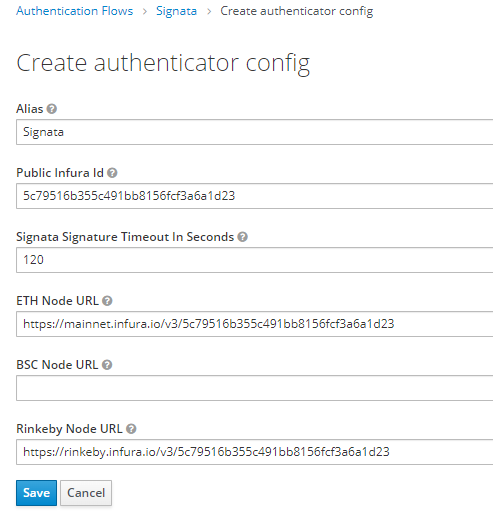 Authentication Flows > Signata > Create authenticator config
Create authenticator config
Alias
Signata
Public Infura Id
5c79516b355c491bb8156fcf3a6a1d23
Signata Signature Timeout In Seconds
120
ETH Node URL
https://mainnet.infura.io/v3/5c79516b355c491bb8156fcf3a6a1d23
BSC Node URL
Rinkeby Node URL
https://rinkeby.infura.io/v3/5c79516b355c491bb8156fcf3a6a1d23
Save Cancel